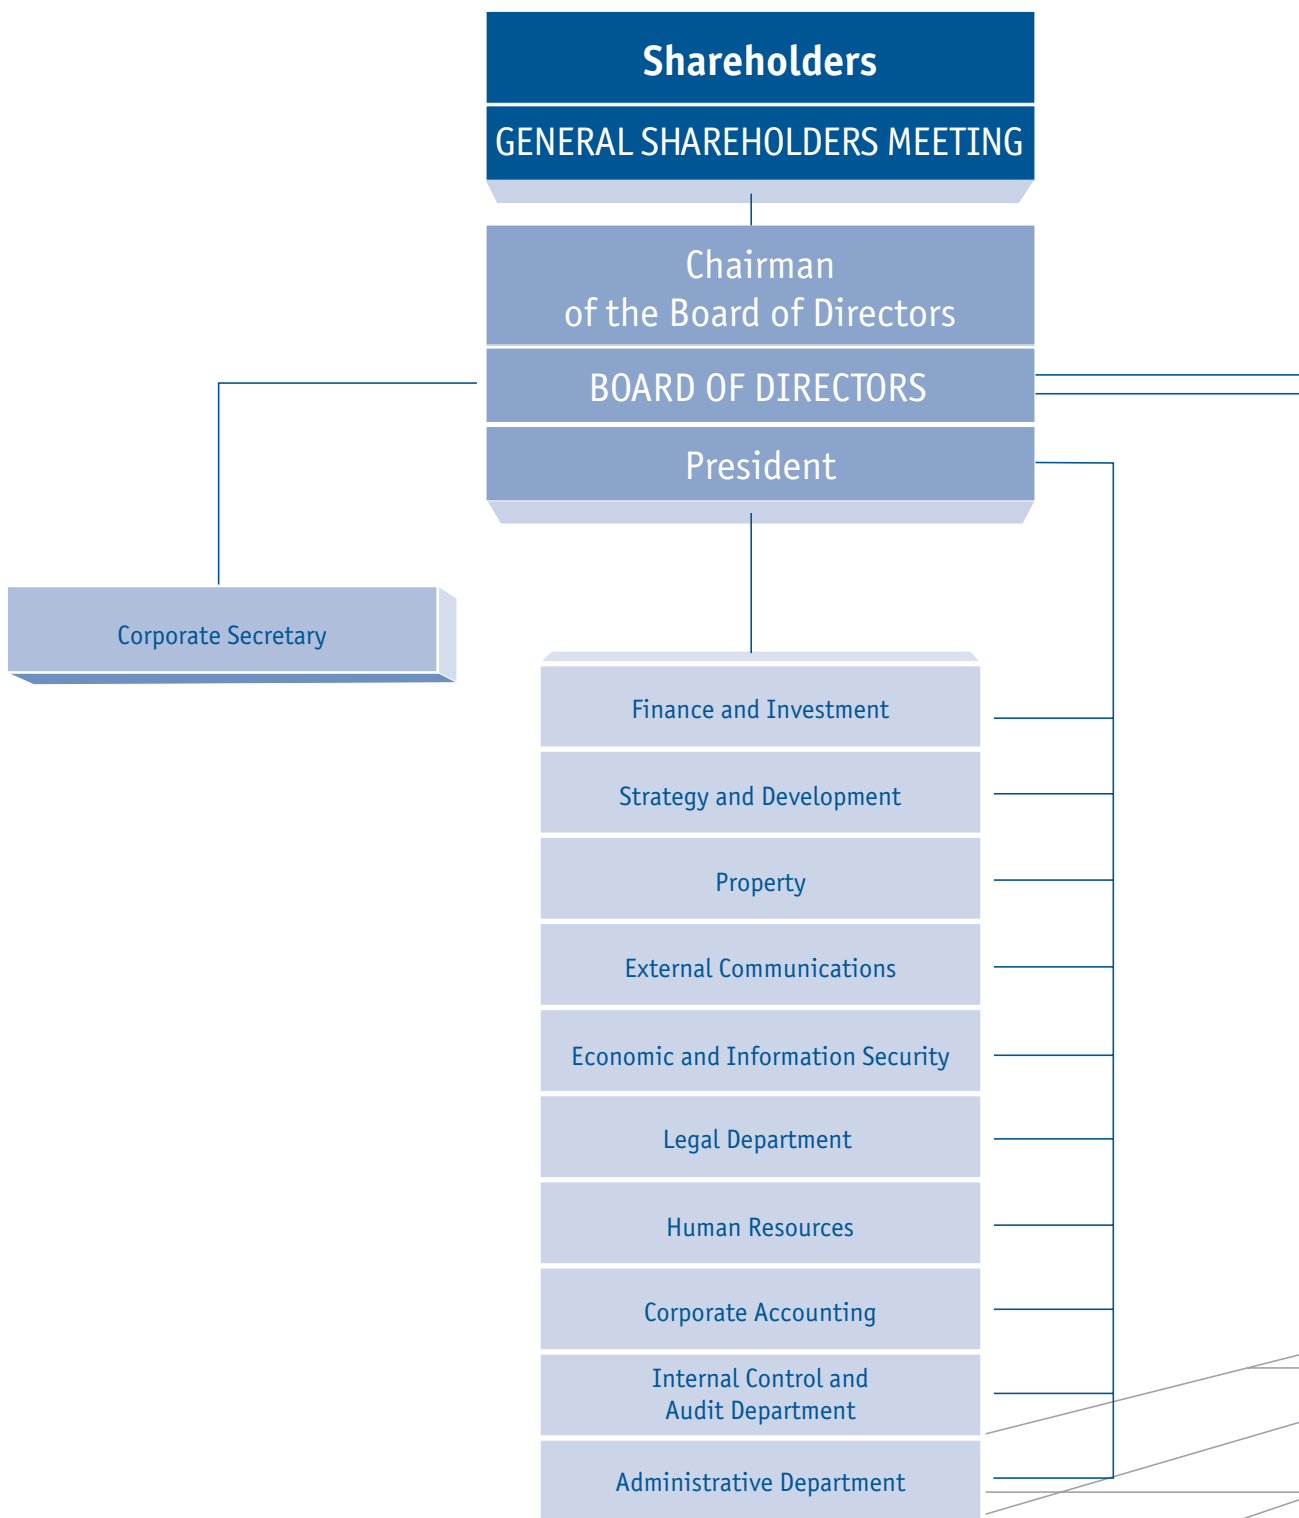 Shareholders
GENERAL SHAREHOLDERS MEETING
Chairman
of the Board of Directors
BOARD OF DIRECTORS
President
Corporate Secretary
Finance and Investment
Strategy and Development
Property
External Communications
Economic and Information Security
Legal Department
Human Resources
Corporate Accounting
Internal Control and
Audit Department
Administrative Department